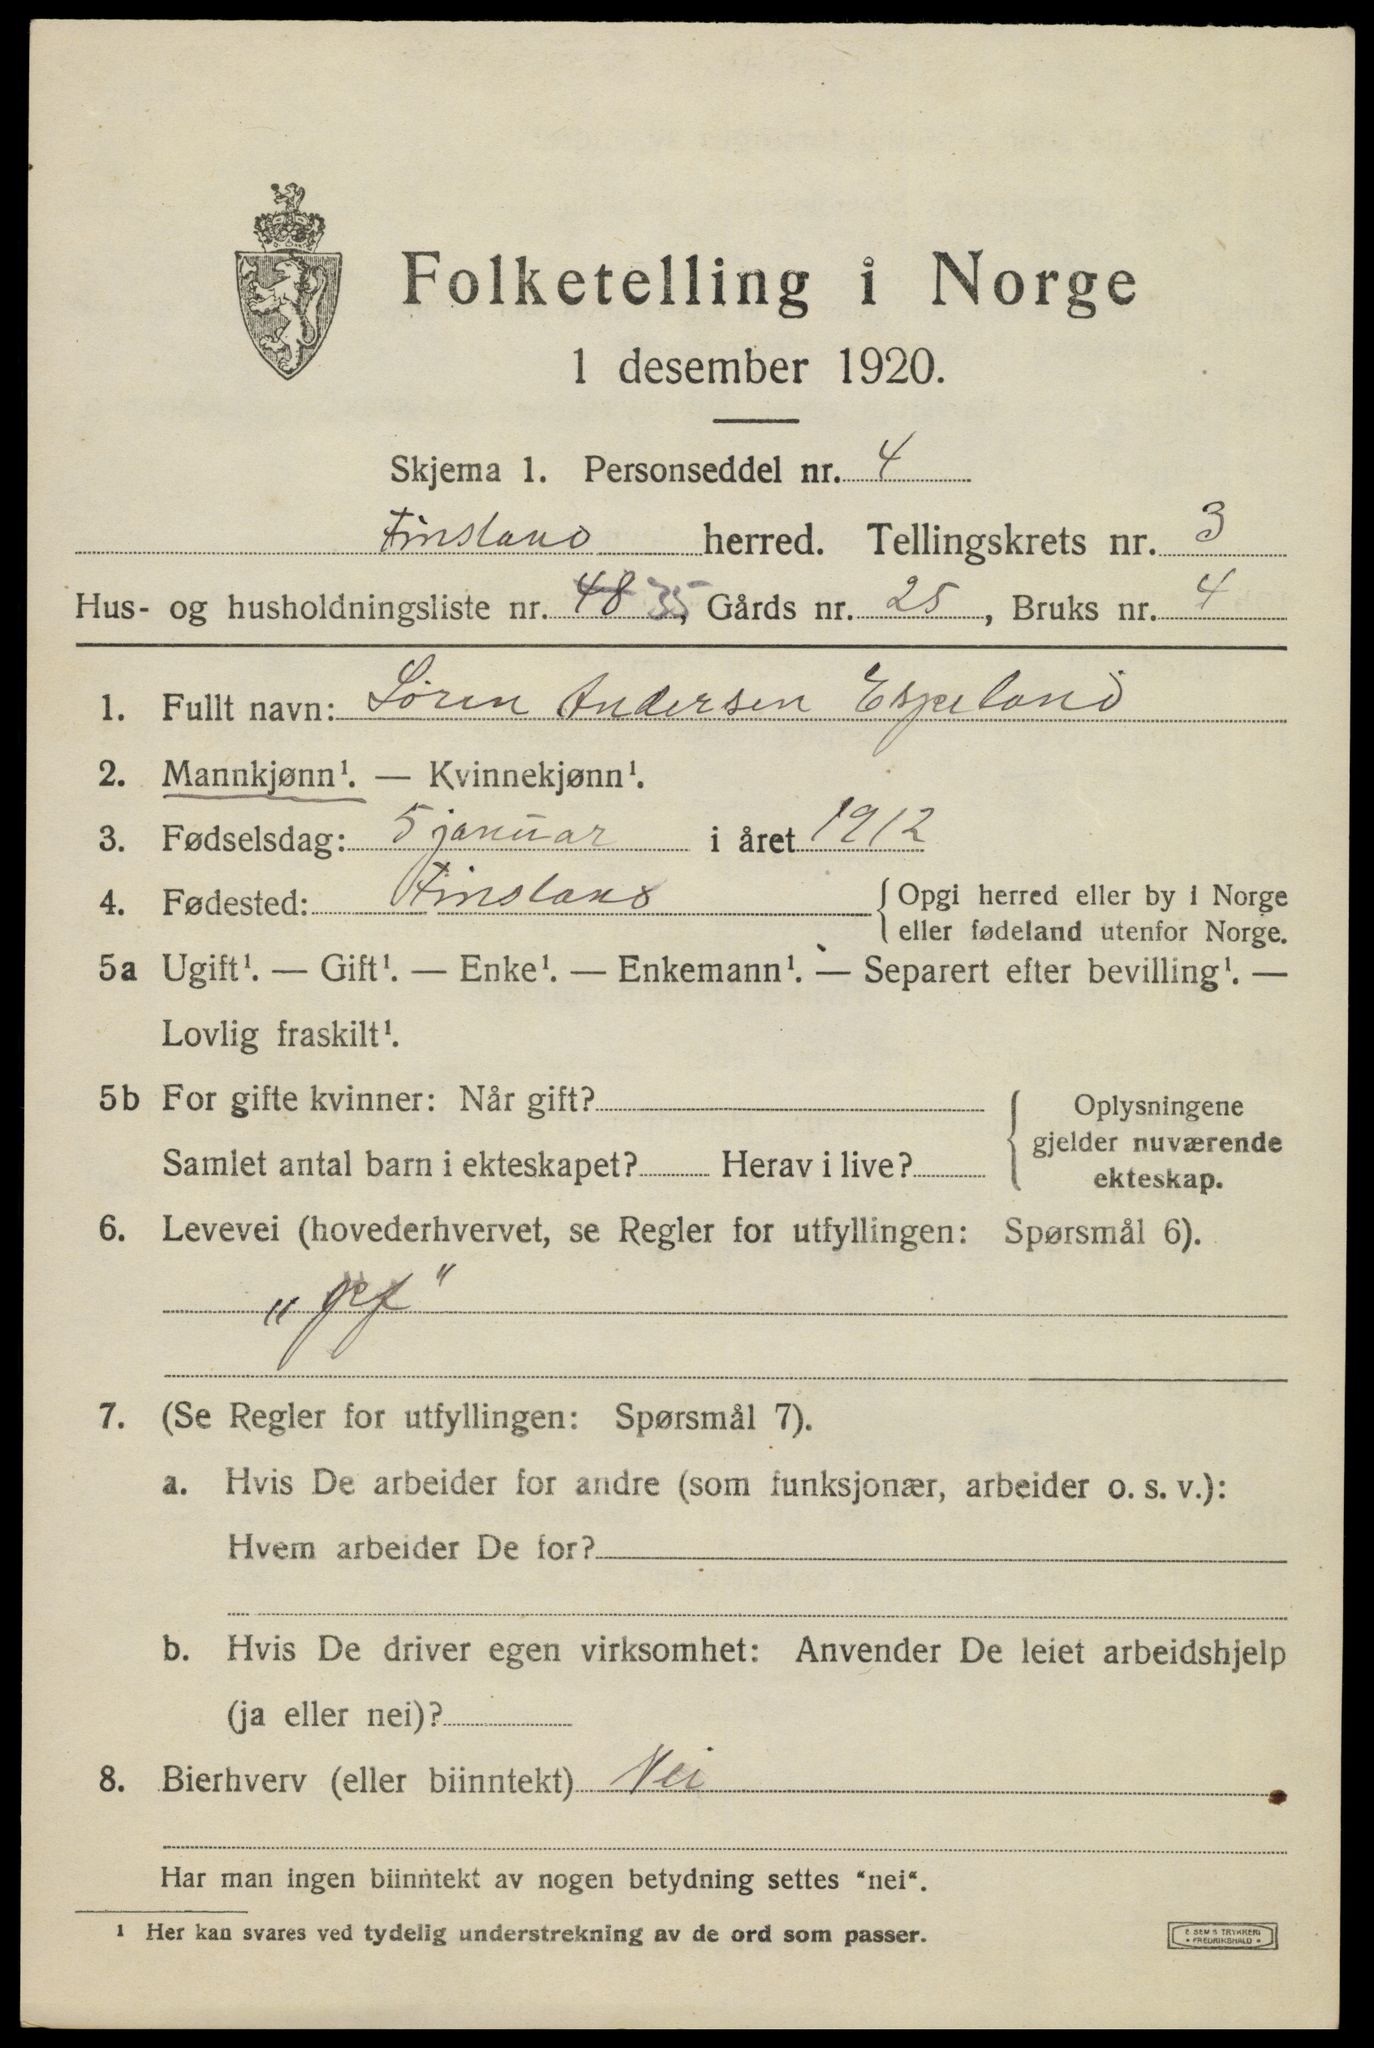 Folketelling i Norge
1 desember 1920.
Skjema 1. Personseddel nr. 4
Finsland herred. Tellingskrets nr. 3
Hus- og husholdningsliste nr. 48 35, Gårds nr. 25, Bruks nr. 4
1. Fullt navn: Søren Andersen Espeland
2. Mannkjønn¹. — Kvinnekjønn¹.
3. Fødselsdag: 5 januar i året 1912
4. Fødested: Finsland { Opgi herred eller by i Norge
eller fødeland utenfor Norge.
5a Ugift¹. — Gift¹. — Enke¹. — Enkemann¹. — Separert efter bevilling¹. —
Lovlig fraskilt¹.
5b For gifte kvinner: Når gift? { Oplysningene
gjelder nuværende
Samlet antal barn i ekteskapet? Herav i live?
ekteskap.
6. Levevei (hovederhvervet, se Regler for utfyllingen: Spørsmål 6).
7. (Se Regler for utfyllingen: Spørsmål 7).
a. Hvis De arbeider for andre (som funksjonær, arbeider o. s. v.):
Hvem arbeider De for?
b. Hvis De driver egen virksomhet: Anvender De leiet arbeidshjelp
(ja eller nei)?
8. Bierhverv (eller biinntekt) Nei
Har man ingen biinntekt av nogen betydning settes "nei".
¹ Her kan svares ved tydelig understrekning av de ord som passer.
E SEM'S TRYKKERI
• FREDRIKSHALD •